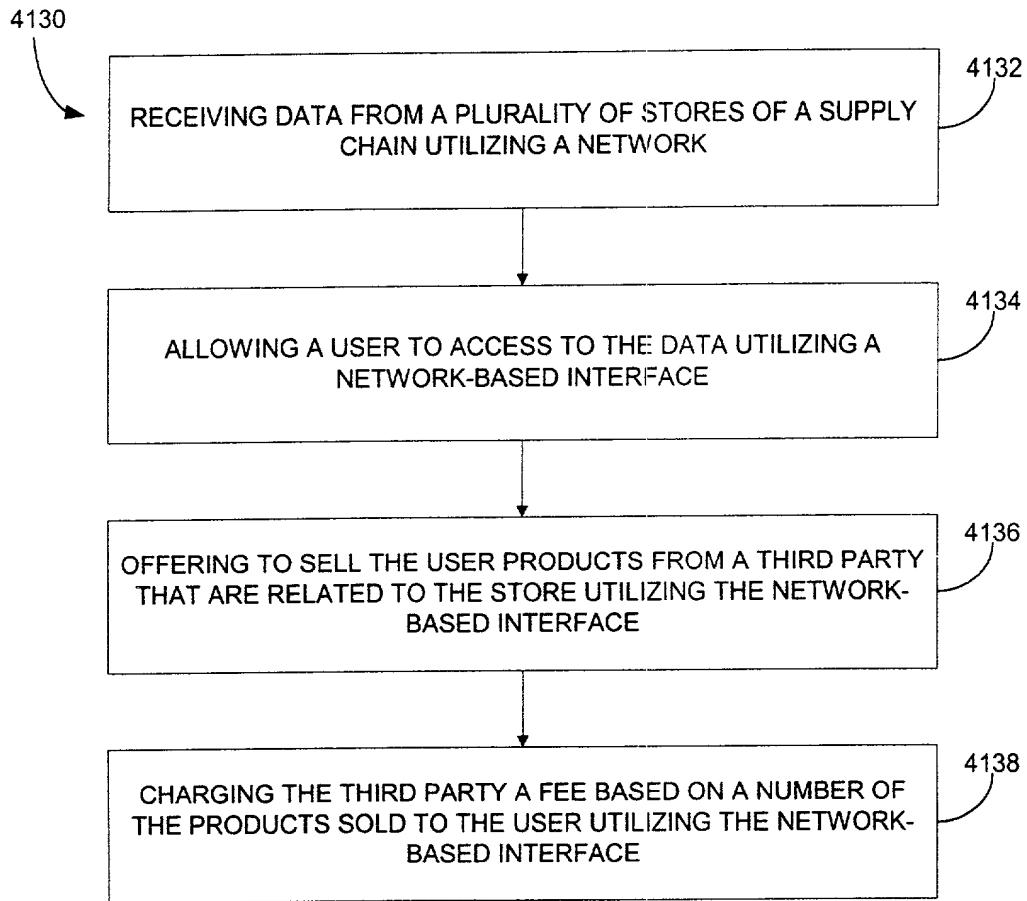 4130
4132
RECEIVING DATA FROM A PLURALITY OF STORES OF A SUPPLY
CHAIN UTILIZING A NETWORK
4134
ALLOWING A USER TO ACCESS TO THE DATA UTILIZING A
NETWORK-BASED INTERFACE
4136
OFFERING TO SELL THE USER PRODUCTS FROM A THIRD PARTY
THAT ARE RELATED TO THE STORE UTILIZING THE NETWORK-
BASED INTERFACE
4138
CHARGING THE THIRD PARTY A FEE BASED ON A NUMBER OF
THE PRODUCTS SOLD TO THE USER UTILIZING THE NETWORK-
BASED INTERFACE